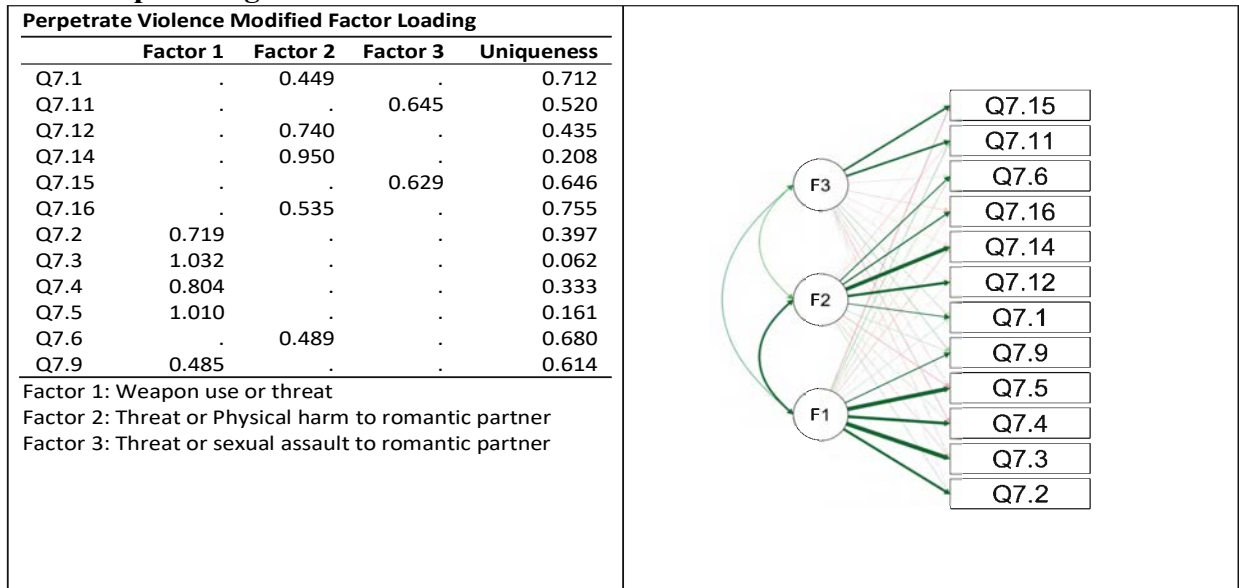 Perpetrate Violence Modified Factor Loading
Factor 1 Factor 2 Factor 3 Uniqueness
Q7.1 . 0.449 . 0.712
Q7.11 . . 0.645 0.520
Q7.12 . 0.740 . 0.435
Q7.14 . 0.950 . 0.208
Q7.15 . . 0.629 0.646
Q7.16 . 0.535 . 0.755
Q7.2 0.719 . . 0.397
Q7.3 1.032 . . 0.062
Q7.4 0.804 . . 0.333
Q7.5 1.010 . . 0.161
Q7.6 . 0.489 . 0.680
Q7.9 0.485 . . 0.614
Factor 1: Weapon use or threat
Factor 2: Threat or Physical harm to romantic partner
Factor 3: Threat or sexual assault to romantic partner
F3
F2
F1
Q7.15
Q7.11
Q7.6
Q7.16
Q7.14
Q7.12
Q7.1
Q7.9
Q7.5
Q7.4
Q7.3
Q7.2